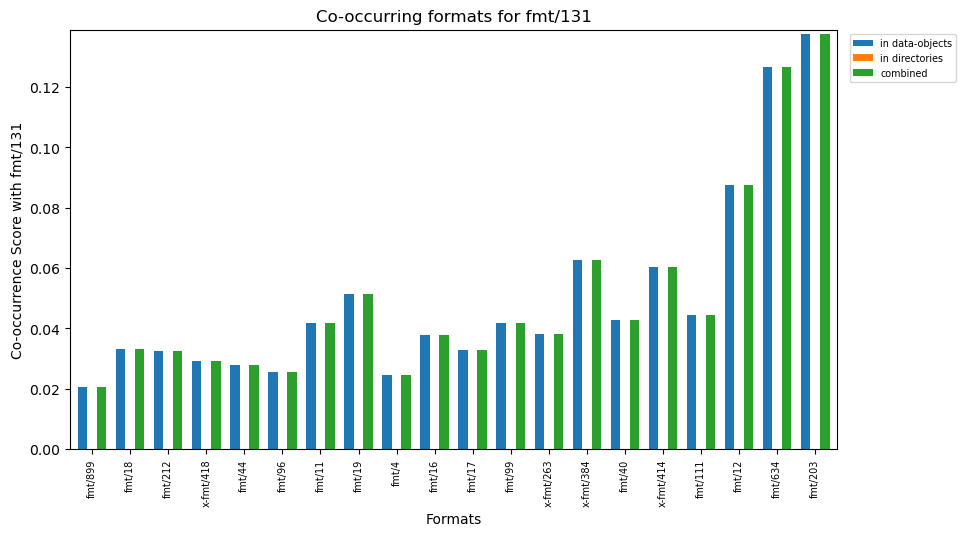 Co-occurring formats for fmt/131
in data-objects
in directories
combined
Co-occurrence Score with fmt/131
0.12
0.10
0.08
0.06
0.04
0.02
0.00
fmt/899
fmt/18
fmt/212
x-fmt/418
fmt/44
fmt/96
fmt/11
fmt/19
fmt/4
fmt/16
fmt/17
fmt/99
x-fmt/263
x-fmt/384
fmt/40
x-fmt/414
fmt/111
fmt/12
fmt/634
fmt/203
Formats